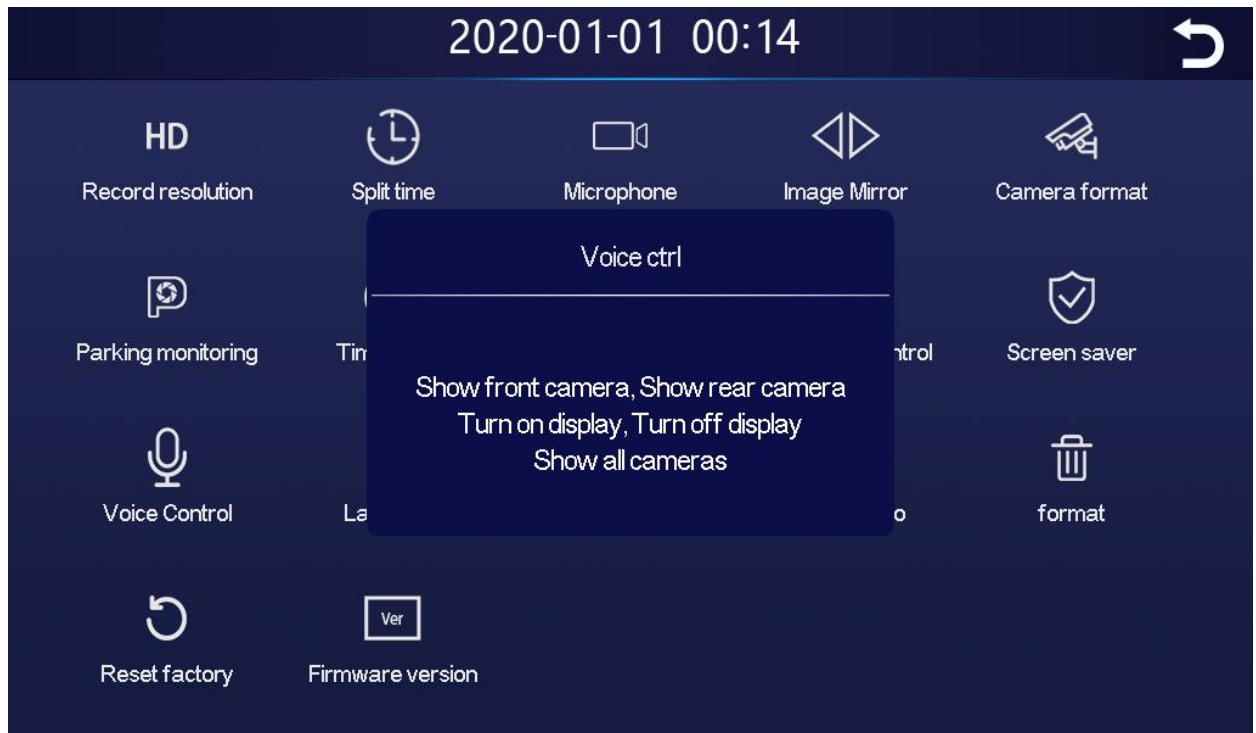 2020-01-01 00:14
HD
Record resolution
Split time
Microphone
Image Mirror
Camera format
Voice ctrl
Show front camera, Show rear camera
Turn on display, Turn off display
Show all cameras
Parking monitoring
Screen saver
Voice Control
format
Reset factory
Ver
Firmware version